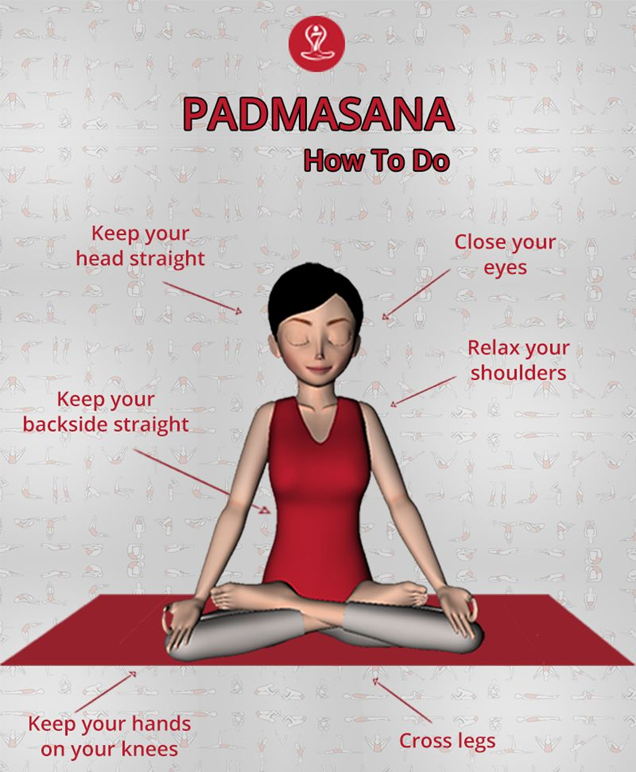 PADMASANA
How To Do
Keep your
head straight
Close your
eyes
Relax your
shoulders
Keep your
backside straight
Keep your hands
on your knees
Cross legs